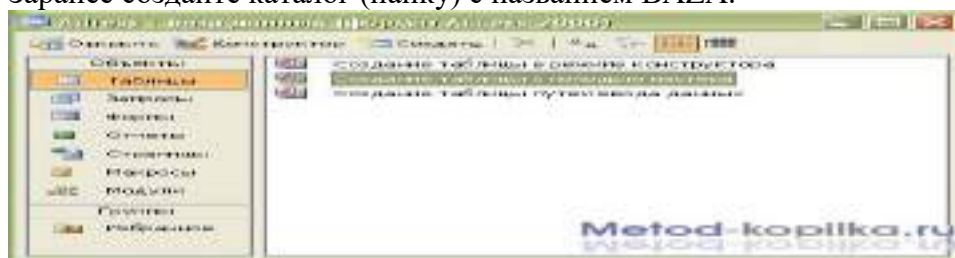 Заранее создайте каталог (папку) с названием BAZA.
Открыть Конструктор Создать
Объекты
Таблицы
Запросы
Формы
Отчеты
Страницы
Макросы
Модули
Группы
Избранное
Создание таблицы в режиме конструктора
Создание таблицы с помощью мастера
Создание таблицы путем ввода данных
Metod-kopilka.ru